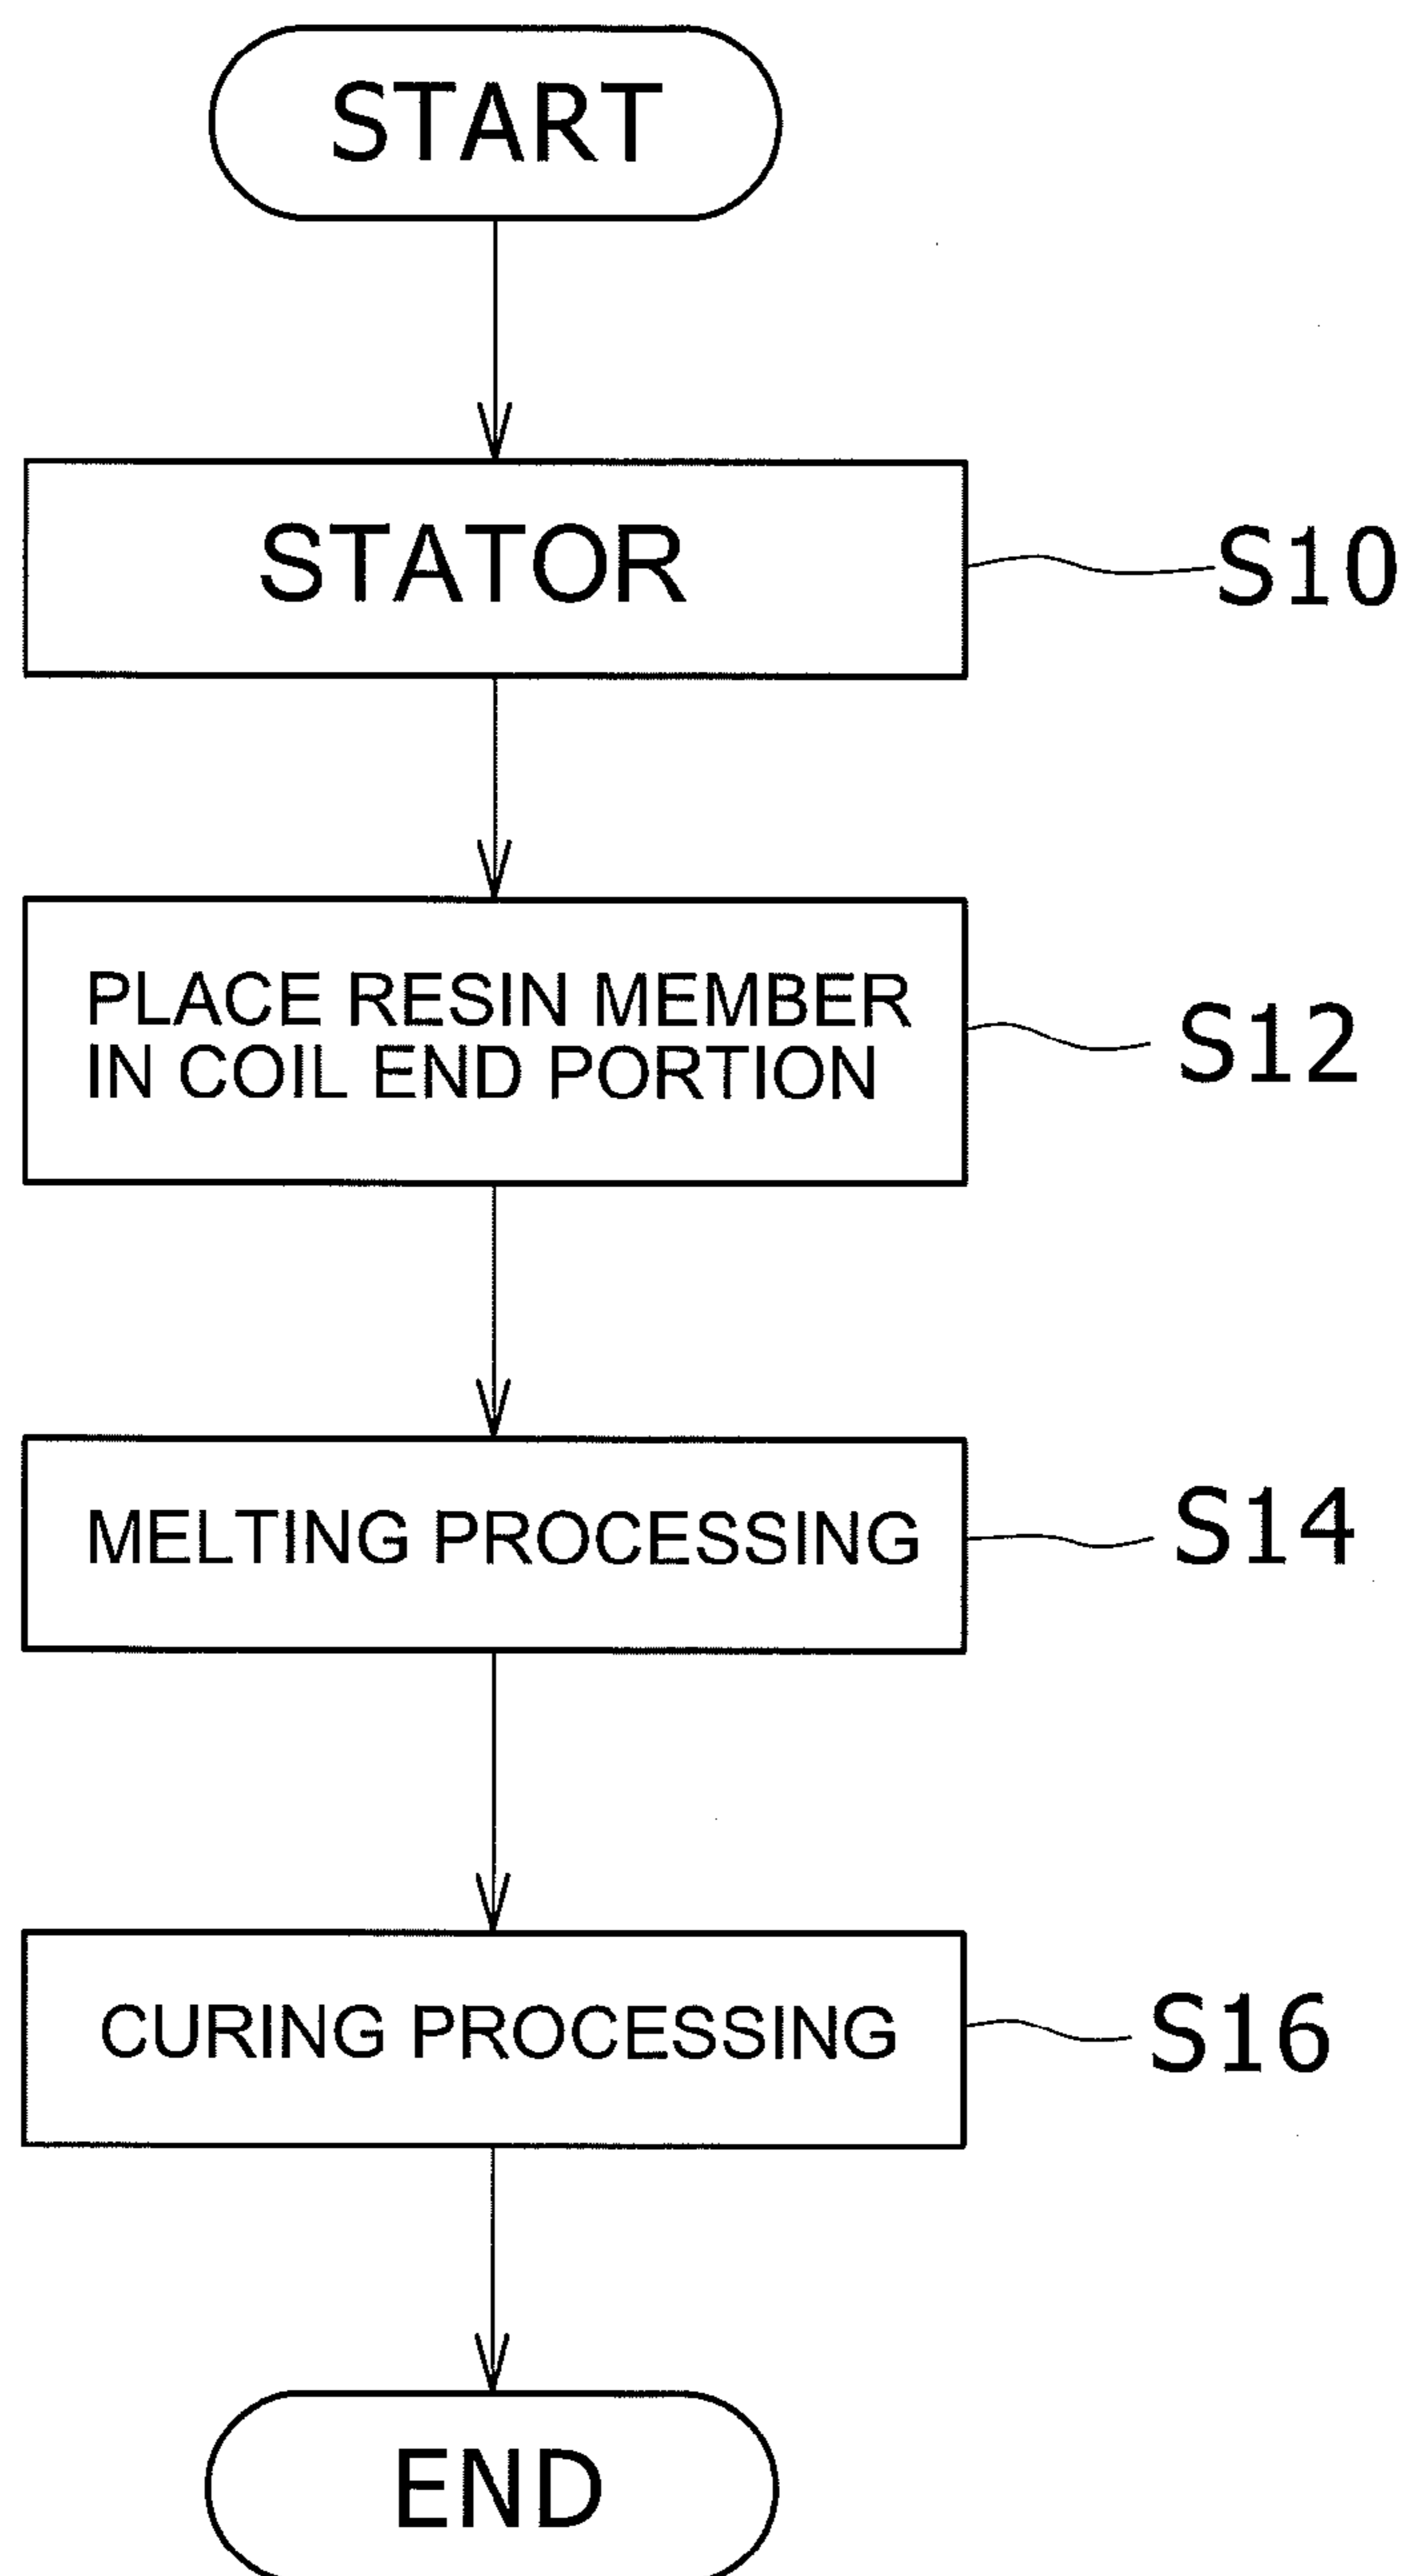 START
STATOR
S10
PLACE RESIN MEMBER
IN COIL END PORTION
S12
MELTING PROCESSING
S14
CURING PROCESSING
S16
END